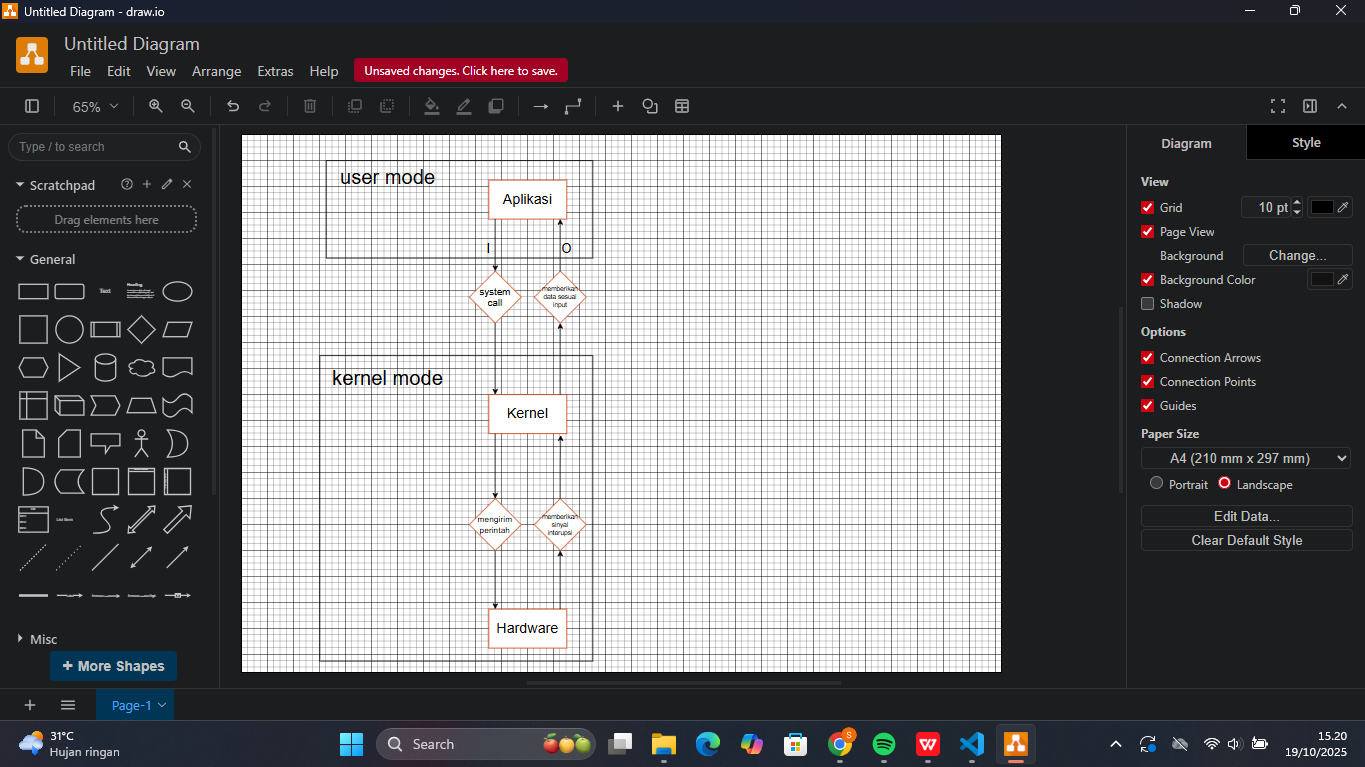 Untitled Diagram - draw.io
Untitled Diagram
File Edit View Arrange Extras Help Unsaved changes. Click here to save.
65%
Type / to search
Scratchpad
Drag elements here
General
Text
Heading
List Item
Misc
+ More Shapes
user mode
Aplikasi
I O
system
call
memberikan
data sesuai
input
kernel mode
Kernel
mengirim
perintah
memberikan
sinyal
interupsi
Hardware
Diagram Style
View
Grid 10 pt
Page View
Background Change...
Background Color
Shadow
Options
Connection Arrows
Connection Points
Guides
Paper Size
A4 (210 mm x 297 mm)
Portrait Landscape
Edit Data...
Clear Default Style
Page-1
31°C
Hujan ringan
Search
S
W
15.20
19/10/2025